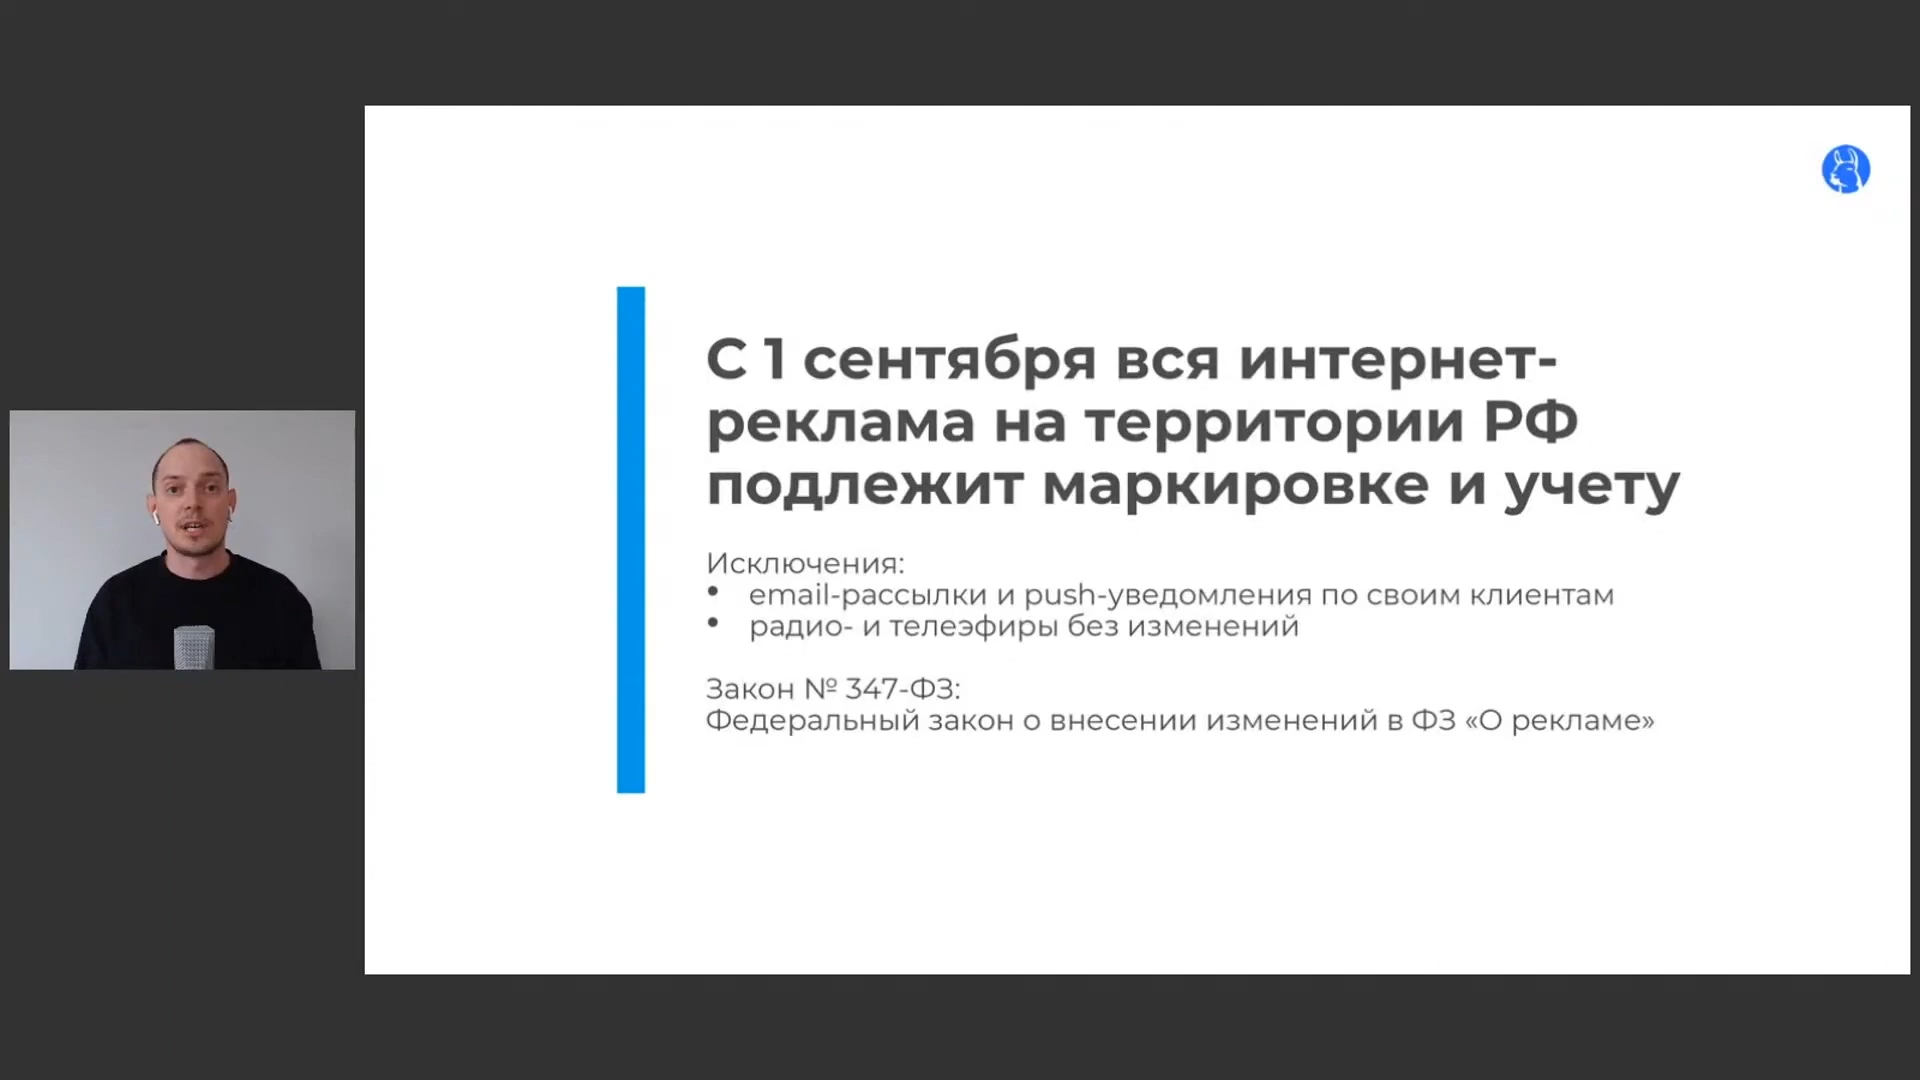 С 1 сентября вся интернет-
реклама на территории РФ
подлежит маркировке и учету
Исключения:
• email-рассылки и push-уведомления по своим клиентам
• радио- и телеэфиры без изменений
Закон № 347-ФЗ:
Федеральный закон о внесении изменений в ФЗ «О рекламе»